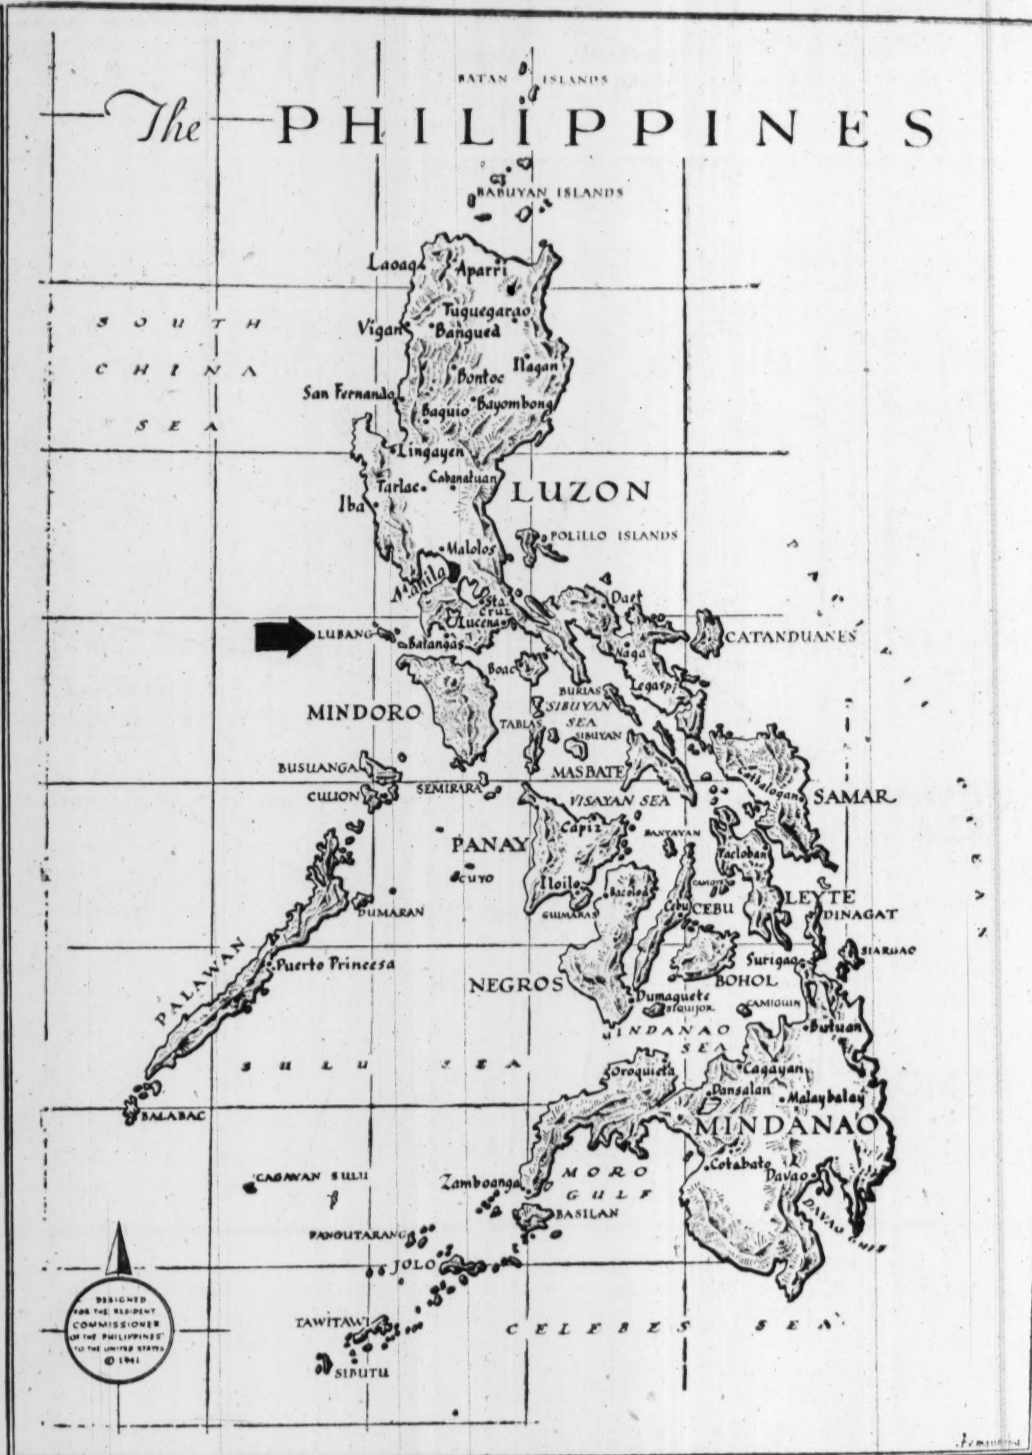 BATAN ISLANDS
The PHILIPPINES
BABUYAN ISLANDS
Laoag
Aparri
Tuguegarao
SOUTH
CHINA
SEA
Vigan
Bangued
Ilagan
Bontoc
San Fernando
Baguio
Bayombong
Lingayen
Tarlac
Cabanatuan
LUZON
Iba
POLILLO ISLANDS
Malolos
Manila
Sta
Cruz
Daet
LUBANG
Lucena
CATANDUANES
Batangas
Naga
Boac
Legaspi
BURIAS
MINDORO
TABLAS
SIBUYAN
SEA
SIBUYAN
BUSUANGA
MASBATE
CULION
SEMIRARA
Catbalogan
SAMAR
VISAYAN SEA
PANAY
Capiz
BANTAYAN
Tacloban
CUYO
Iloilo
Bacolod
LEYTE
DUMARAN
GUIMARAS
Cebu
CEBU
DINAGAT
SIARGAO
PALAWAN
Puerto Princesa
Surigao
NEGROS
BOHOL
Dumaguete
SIQUIJOR
CAMIGUIN
INDANAO
SEA
Butuan
SULU SEA
Oroquieta
Cagayan
Dansalan
Malaybalay
BALABAC
MINDANAO
Cotabato
Davao
CAGAYAN SULU
Zamboanga
MORO
GULF
DAVAO GULF
BASILAN
PANGUTARANG
JOLO
DESIGNED
FOR THE RESIDENT
COMMISSIONER
OF THE PHILIPPINES
TO THE UNITED STATES
© 1941
TAWITAWI
CELEBES SEA
SIBUTU